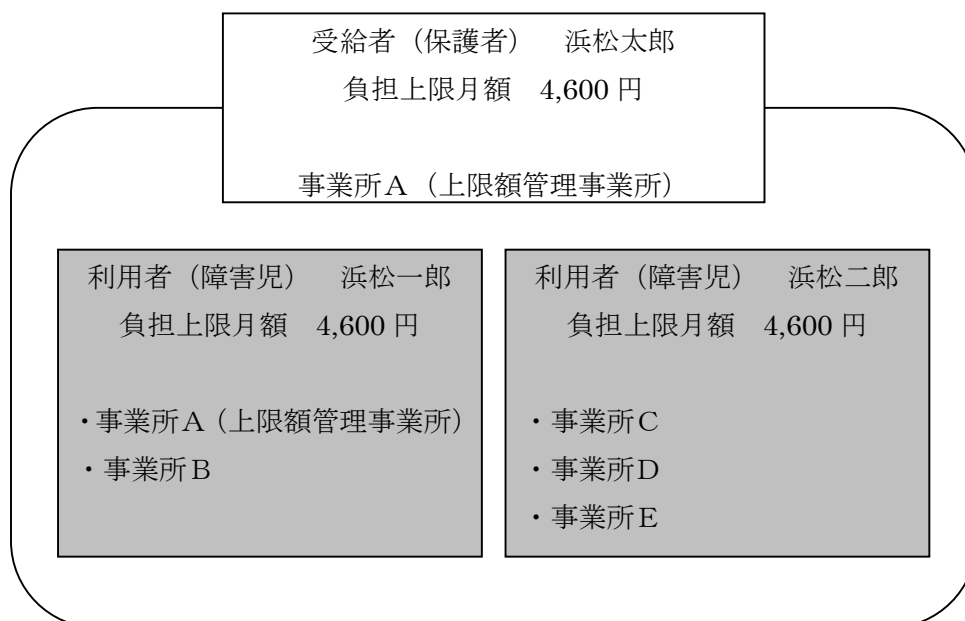 受給者（保護者）　浜松太郎
負担上限月額　4,600 円
事業所A（上限額管理事業所）
利用者（障害児）　浜松一郎
負担上限月額　4,600 円
・事業所A（上限額管理事業所）
・事業所B
利用者（障害児）　浜松二郎
負担上限月額　4,600 円
・事業所C
・事業所D
・事業所E